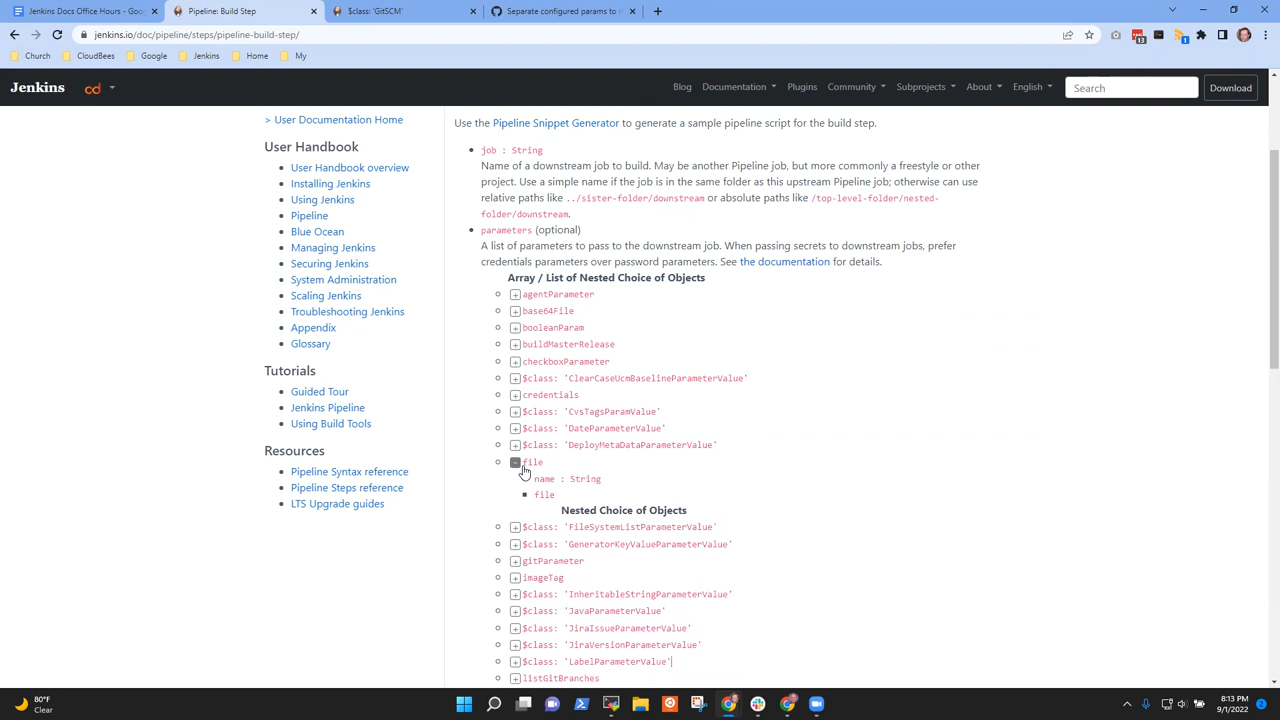 Jenkins Docs Office Hours - Goo
Pipeline: Build Step
$class: 'GitSCM'
Separate configured params to r
jenkins.io/doc/pipeline/steps/pipeline-build-step/
13
1
Church
CloudBees
Google
Jenkins
Home
My
Jenkins
cd
Blog
Documentation
Plugins
Community
Subprojects
About
English
Search
Download
> User Documentation Home
User Handbook
User Handbook overview
Installing Jenkins
Using Jenkins
Pipeline
Blue Ocean
Managing Jenkins
Securing Jenkins
System Administration
Scaling Jenkins
Troubleshooting Jenkins
Appendix
Glossary
Tutorials
Guided Tour
Jenkins Pipeline
Using Build Tools
Resources
Pipeline Syntax reference
Pipeline Steps reference
LTS Upgrade guides
Use the Pipeline Snippet Generator to generate a sample pipeline script for the build step.
job : String
Name of a downstream job to build. May be another Pipeline job, but more commonly a freestyle or other
project. Use a simple name if the job is in the same folder as this upstream Pipeline job; otherwise can use
relative paths like ../sister-folder/downstream or absolute paths like /top-level-folder/nested-
folder/downstream.
parameters (optional)
A list of parameters to pass to the downstream job. When passing secrets to downstream jobs, prefer
credentials parameters over password parameters. See the documentation for details.
Array / List of Nested Choice of Objects
agentParameter
base64File
booleanParam
buildMasterRelease
checkboxParameter
$class: 'ClearCaseUcmBaselineParameterValue'
credentials
$class: 'CvsTagsParamValue'
$class: 'DateParameterValue'
$class: 'DeployMetaDataParameterValue'
file
name : String
file
Nested Choice of Objects
$class: 'FileSystemListParameterValue'
$class: 'GeneratorKeyValueParameterValue'
gitParameter
imageTag
$class: 'InheritableStringParameterValue'
$class: 'JavaParameterValue'
$class: 'JiraIssueParameterValue'
$class: 'JiraVersionParameterValue'
$class: 'LabelParameterValue'
listGitBranches
80°F
Clear
8:13 PM
9/1/2022
2